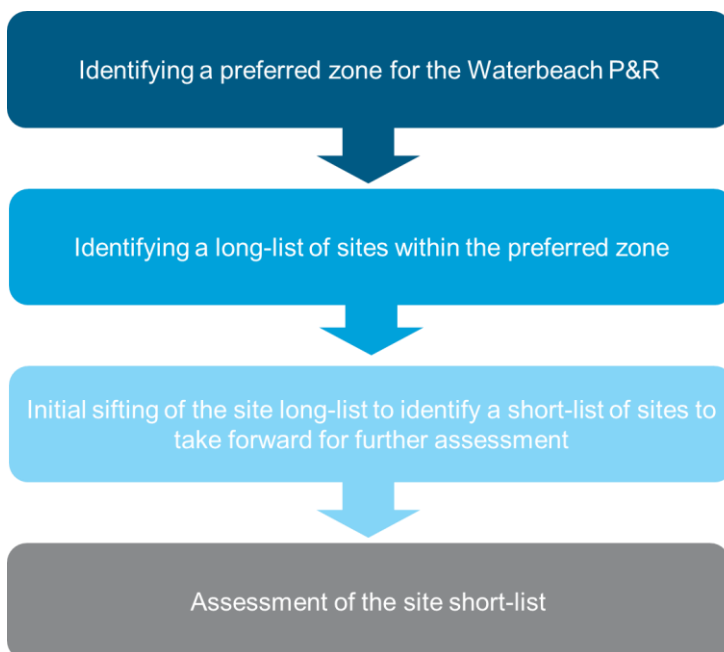 Identifying a preferred zone for the Waterbeach P&R
Identifying a long-list of sites within the preferred zone
Initial sifting of the site long-list to identify a short-list of sites to
take forward for further assessment
Assessment of the site short-list